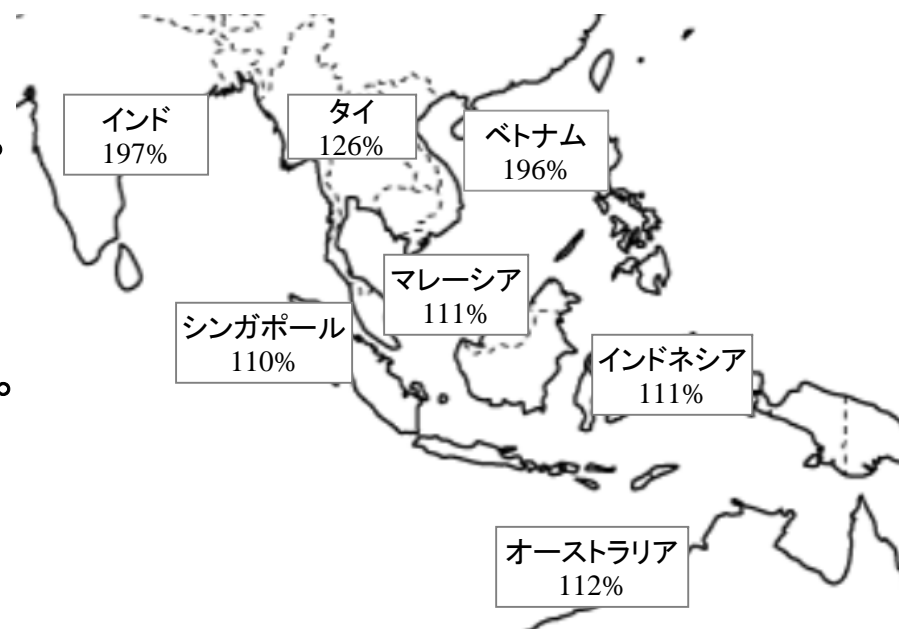 インド
197%
タイ
126%
ベトナム
196%
マレーシア
111%
シンガポール
110%
インドネシア
111%
オーストラリア
112%